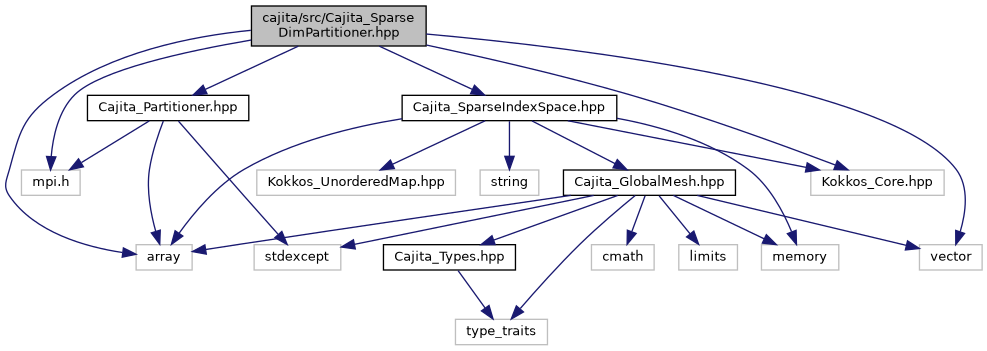 cajita/src/Cajita_Sparse
DimPartitioner.hpp
Cajita_Partitioner.hpp
Cajita_SparseIndexSpace.hpp
mpi.h
Kokkos_UnorderedMap.hpp
string
Cajita_GlobalMesh.hpp
Kokkos_Core.hpp
array
stdexcept
Cajita_Types.hpp
cmath
limits
memory
vector
type_traits